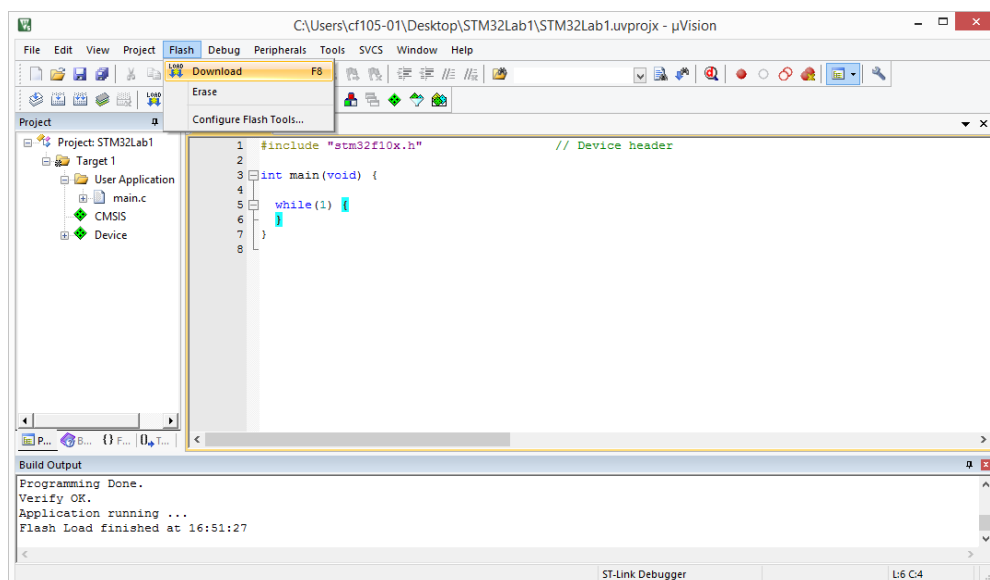 C:\Users\cf105-01\Desktop\STM32Lab1\STM32Lab1.uvprojx - µVision
File Edit View Project Flash Debug Peripherals Tools SVCS Window Help
LOAD Download F8
Erase
LOAD
Configure Flash Tools...
Project
Project: STM32Lab1
Target 1
User Application
main.c
CMSIS
Device
1 #include "stm32f10x.h" // Device header
2
3 int main(void) {
4
5 while(1) {
6 }
7 }
8
P... B... {} F... 0 T...
Build Output
Programming Done.
Verify OK.
Application running ...
Flash Load finished at 16:51:27
ST-Link Debugger L:6 C:4